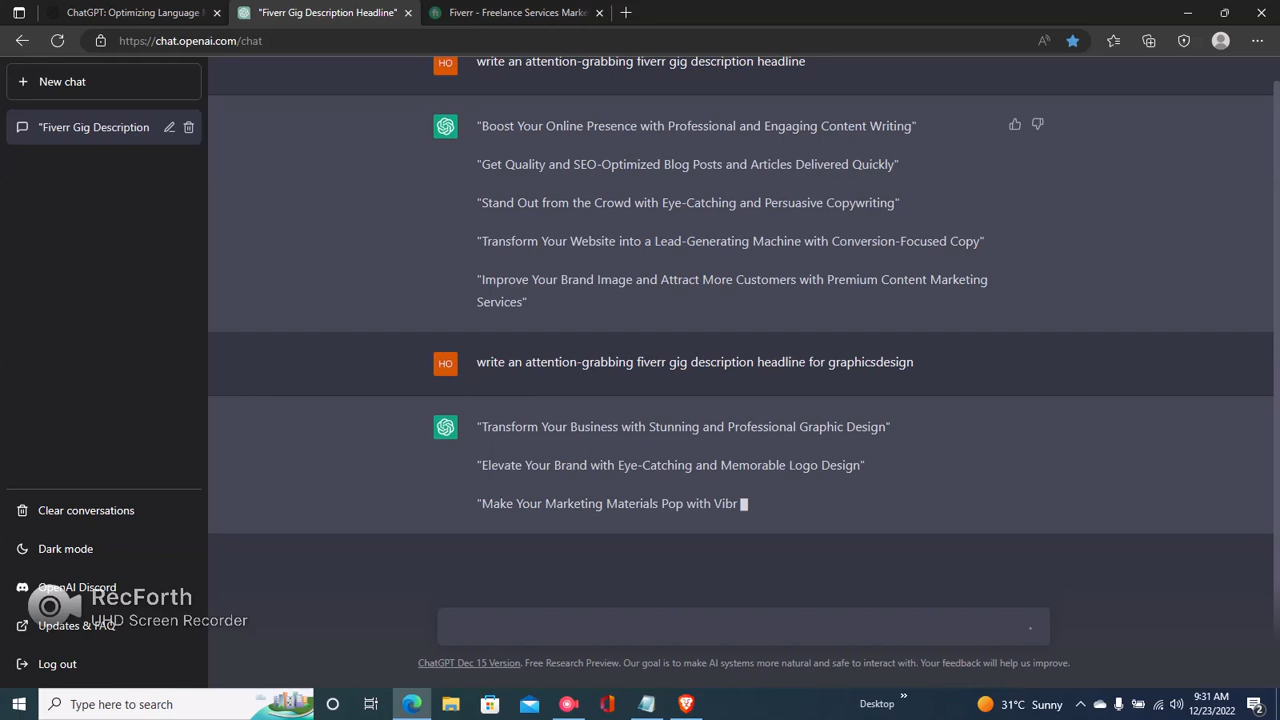 ChatGPT: Optimizing Language
"Fiverr Gig Description Headline"
Fiverr - Freelance Services Marke
https://chat.openai.com/chat
New chat
"Fiverr Gig Description
HO
write an attention-grabbing fiverr gig description headline
"Boost Your Online Presence with Professional and Engaging Content Writing"
"Get Quality and SEO-Optimized Blog Posts and Articles Delivered Quickly"
"Stand Out from the Crowd with Eye-Catching and Persuasive Copywriting"
"Transform Your Website into a Lead-Generating Machine with Conversion-Focused Copy"
"Improve Your Brand Image and Attract More Customers with Premium Content Marketing
Services"
HO
write an attention-grabbing fiverr gig description headline for graphicsdesign
"Transform Your Business with Stunning and Professional Graphic Design"
"Elevate Your Brand with Eye-Catching and Memorable Logo Design"
"Make Your Marketing Materials Pop with Vibr
Clear conversations
Dark mode
OpenAI Discord
Updates & FAQ
Log out
RecForth
UHD Screen Recorder
ChatGPT Dec 15 Version. Free Research Preview. Our goal is to make AI systems more natural and safe to interact with. Your feedback will help us improve.
Type here to search
Desktop
31°C Sunny
9:31 AM
12/23/2022
2